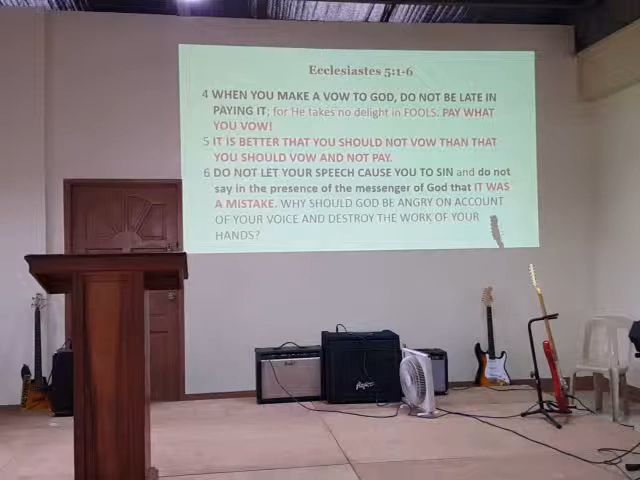 Ecclesiastes 5:1-6
4 WHEN YOU MAKE A VOW TO GOD, DO NOT BE LATE IN
PAYING IT; for He takes no delight in FOOLS. PAY WHAT
YOU VOW!
5 IT IS BETTER THAT YOU SHOULD NOT VOW THAN THAT
YOU SHOULD VOW AND NOT PAY.
6 DO NOT LET YOUR SPEECH CAUSE YOU TO SIN and do not
say in the presence of the messenger of God that IT WAS
A MISTAKE. WHY SHOULD GOD BE ANGRY ON ACCOUNT
OF YOUR VOICE AND DESTROY THE WORK OF YOUR
HANDS?